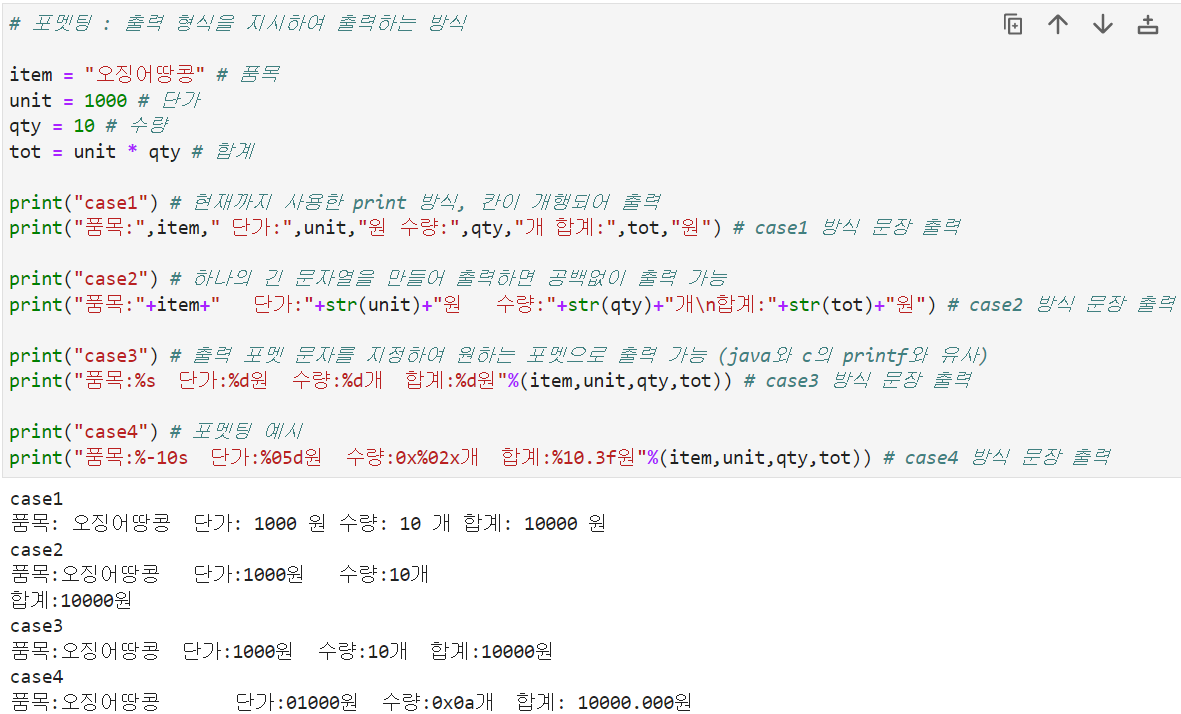 # 포멧팅 : 출력 형식을 지시하여 출력하는 방식
item = "오징어땅콩" # 품목
unit = 1000 # 단가
qty = 10 # 수량
tot = unit * qty # 합계
print("case1") # 현재까지 사용한 print 방식, 칸이 개행되어 출력
print("품목:",item," 단가:",unit,"원 수량:",qty,"개 합계:",tot,"원") # case1 방식 문장 출력
print("case2") # 하나의 긴 문자열을 만들어 출력하면 공백없이 출력 가능
print("품목:"+item+"   단가:"+str(unit)+"원   수량:"+str(qty)+"개\n합계:"+str(tot)+"원") # case2 방식 문장 출력
print("case3") # 출력 포멧 문자를 지정하여 원하는 포멧으로 출력 가능 (java와 c의 printf와 유사)
print("품목:%s  단가:%d원  수량:%d개  합계:%d원"%(item,unit,qty,tot)) # case3 방식 문장 출력
print("case4") # 포멧팅 예시
print("품목:%-10s  단가:%05d원  수량:0x%02x개  합계:%10.3f원"%(item,unit,qty,tot)) # case4 방식 문장 출력
case1
품목: 오징어땅콩  단가: 1000 원 수량: 10 개 합계: 10000 원
case2
품목:오징어땅콩   단가:1000원   수량:10개
합계:10000원
case3
품목:오징어땅콩  단가:1000원  수량:10개  합계:10000원
case4
품목:오징어땅콩       단가:01000원  수량:0x0a개  합계: 10000.000원